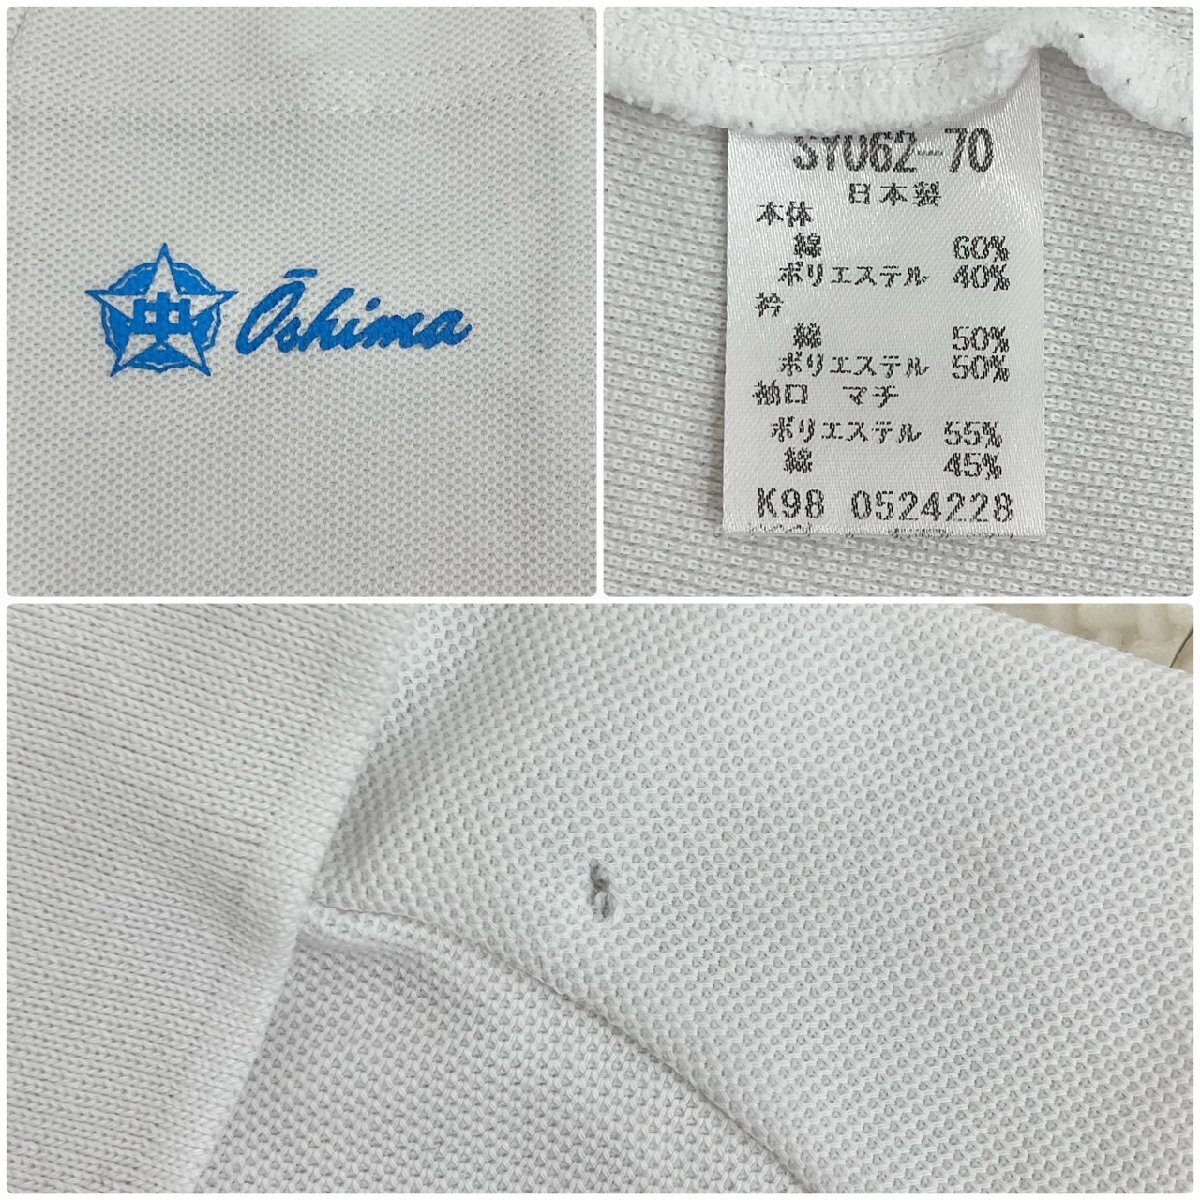 中 Ōshima
SY062-70
日本製
本体
綿 60%
ポリエステル 40%
衿
綿 50%
ポリエステル 50%
袖口 マチ
ポリエステル 55%
綿 45%
K98 0524228